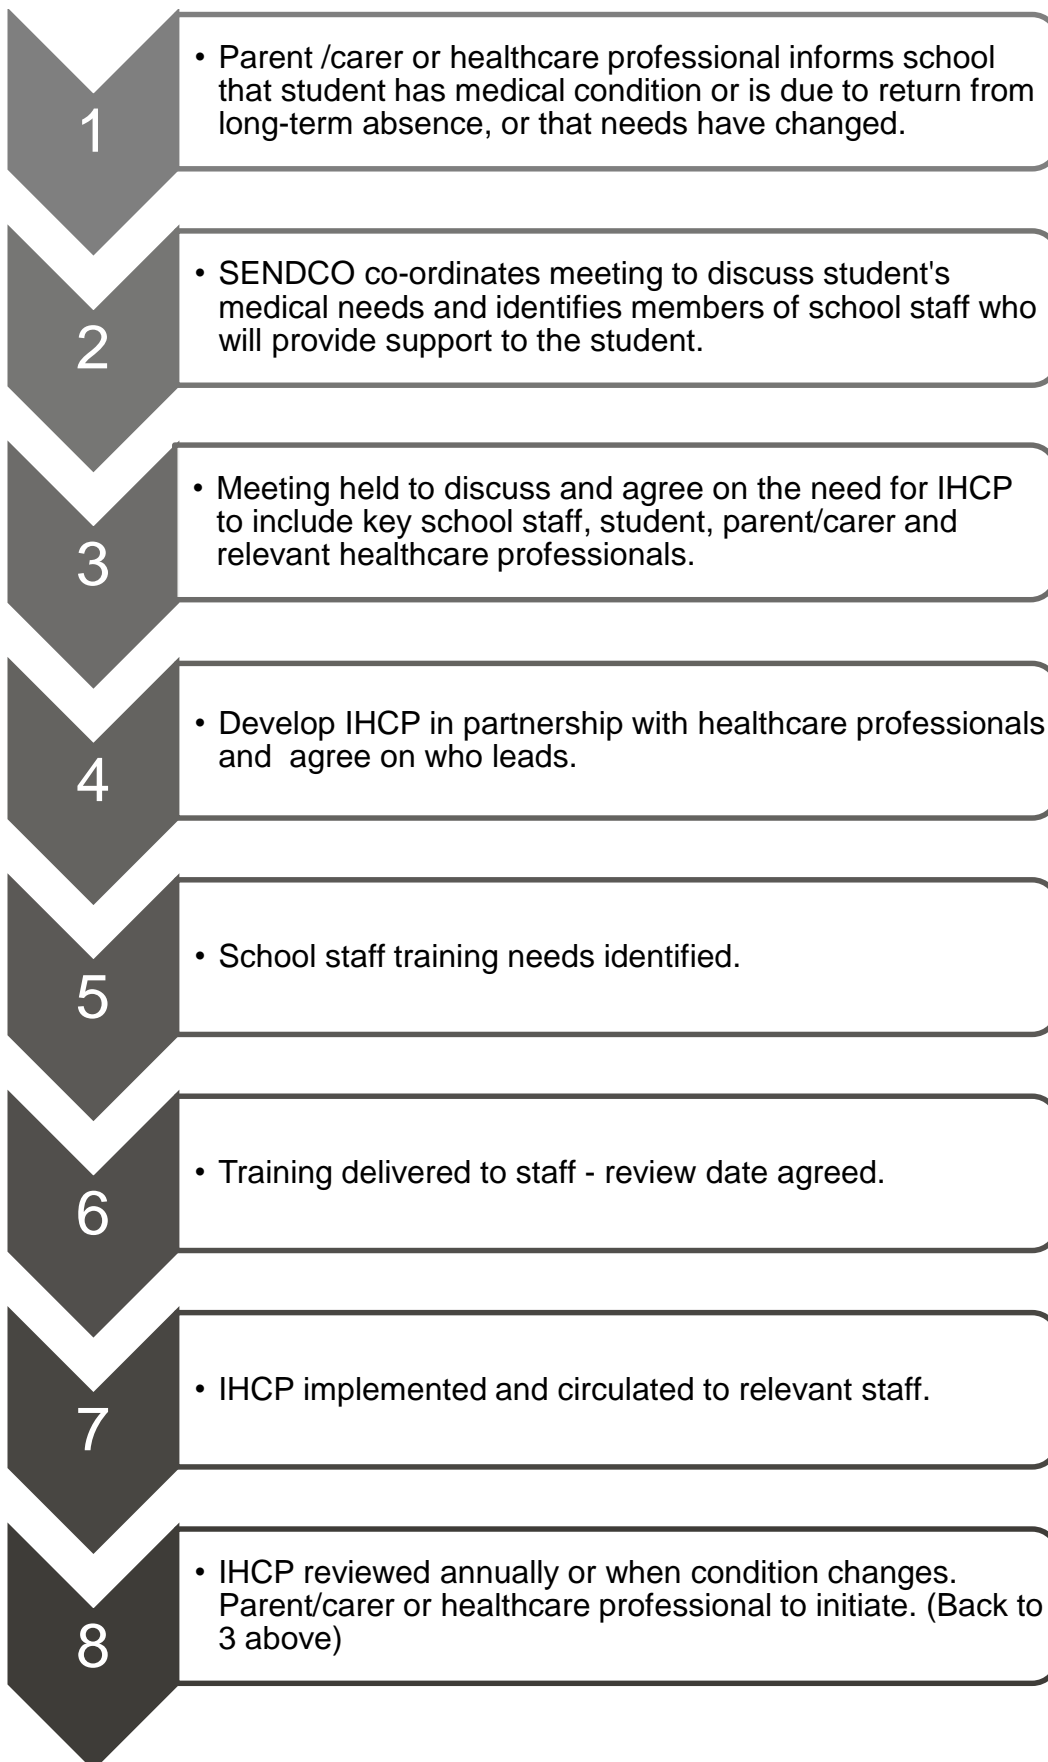 1
• Parent /carer or healthcare professional informs school
that student has medical condition or is due to return from
long-term absence, or that needs have changed.
2
• SENDCO co-ordinates meeting to discuss student's
medical needs and identifies members of school staff who
will provide support to the student.
3
• Meeting held to discuss and agree on the need for IHCP
to include key school staff, student, parent/carer and
relevant healthcare professionals.
4
• Develop IHCP in partnership with healthcare professionals
and  agree on who leads.
5
• School staff training needs identified.
6
• Training delivered to staff - review date agreed.
7
• IHCP implemented and circulated to relevant staff.
8
• IHCP reviewed annually or when condition changes.
Parent/carer or healthcare professional to initiate. (Back to
3 above)